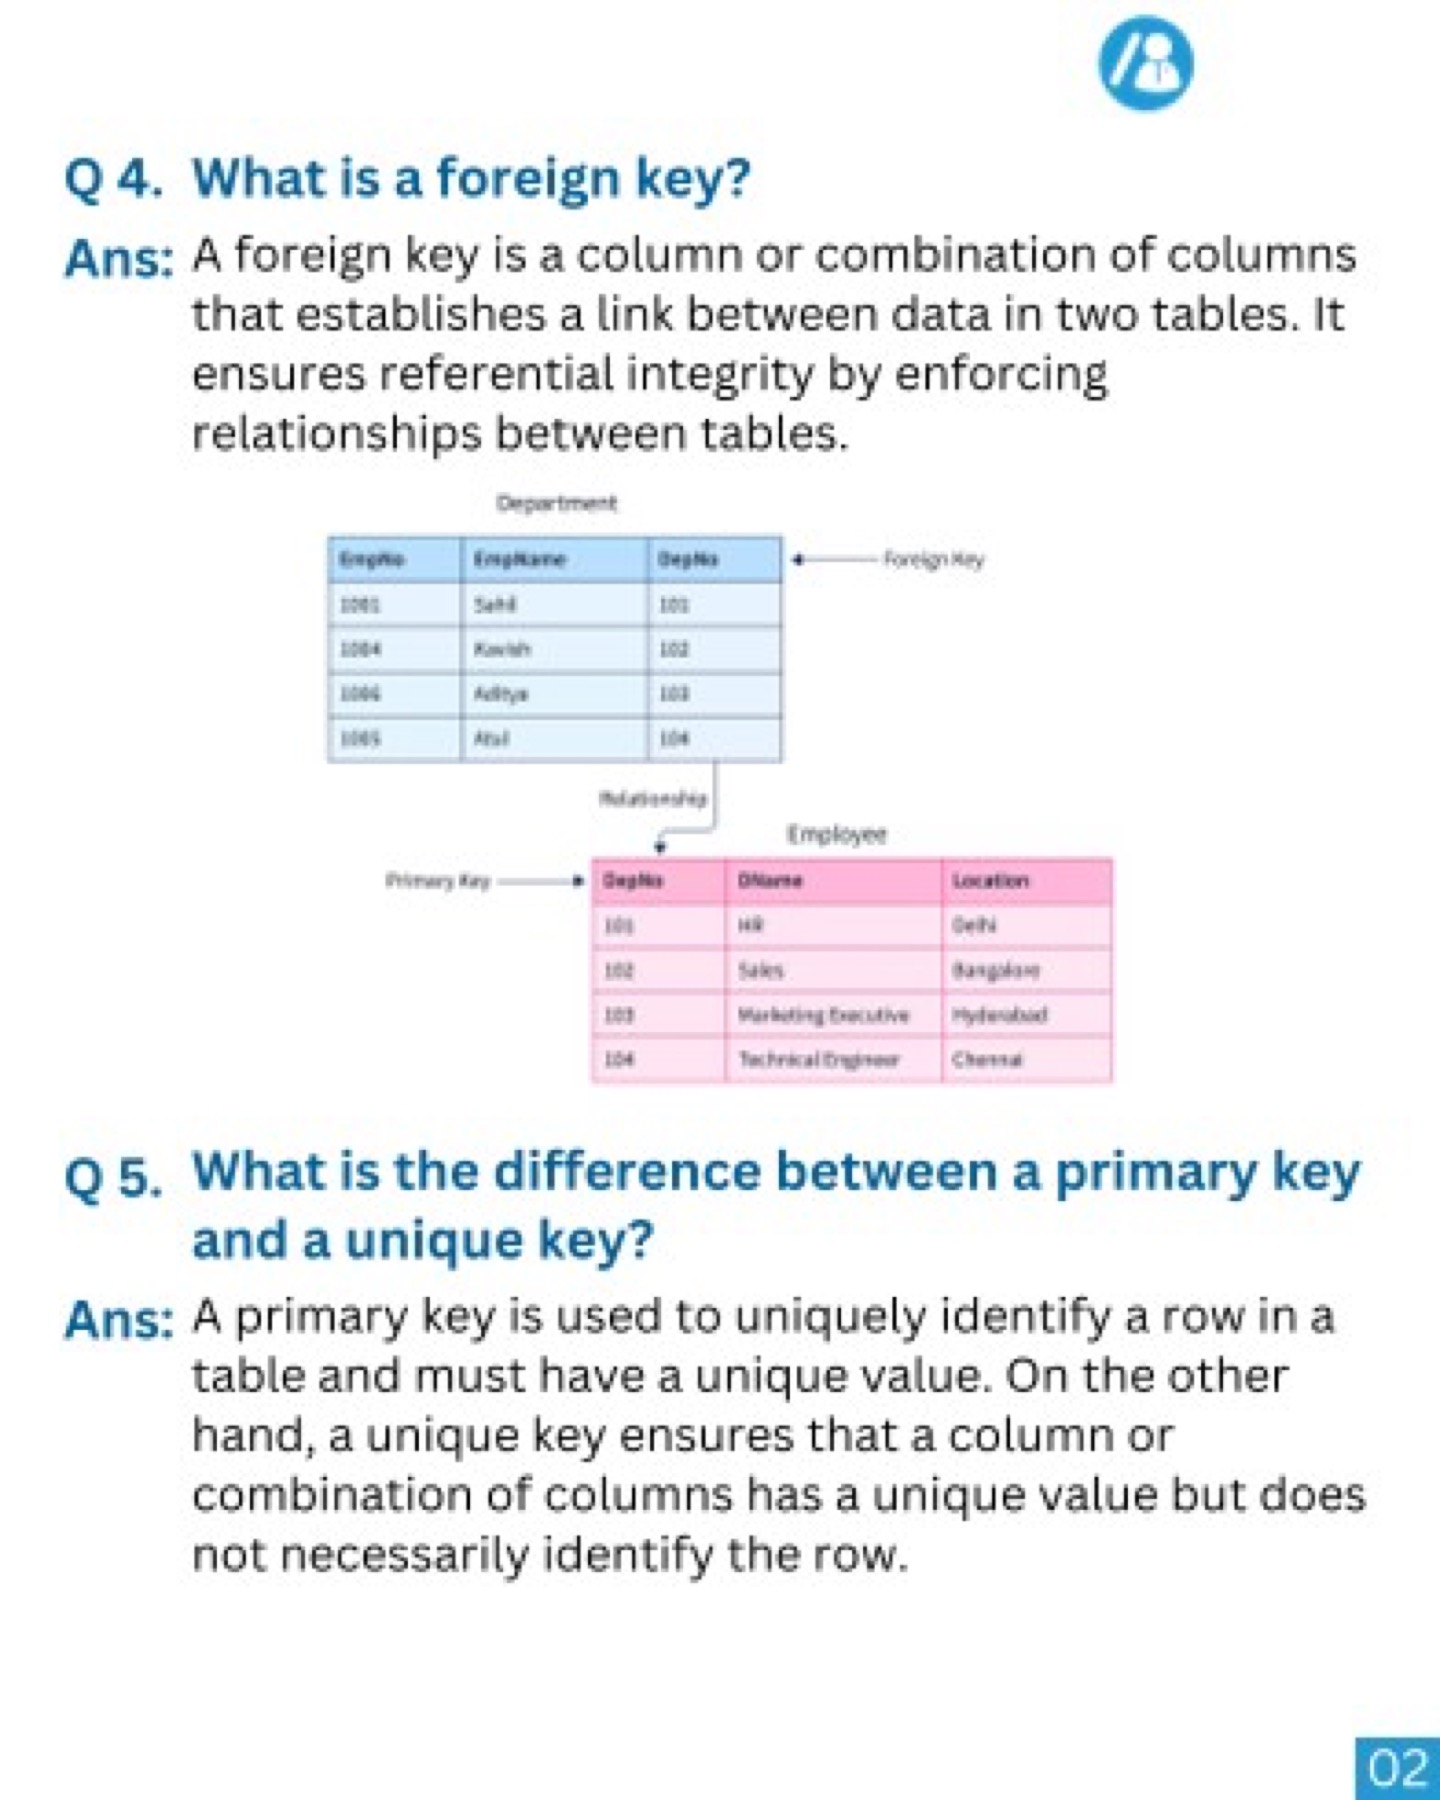 Q 4. What is a foreign key?
Ans: A foreign key is a column or combination of columns
that establishes a link between data in two tables. It
ensures referential integrity by enforcing
relationships between tables.
Department
EmpNo EmpName DepNo
Foreign Key
1001 Sahil 101
1004 Kavish 102
1006 Aditya 103
1005 Atul 104
Relationship
Employee
Primary Key
DepNo DName Location
101 HR Delhi
102 Sales Bangalore
103 Marketing Executive Hyderabad
104 Technical Engineer Chennai
Q 5. What is the difference between a primary key
and a unique key?
Ans: A primary key is used to uniquely identify a row in a
table and must have a unique value. On the other
hand, a unique key ensures that a column or
combination of columns has a unique value but does
not necessarily identify the row.
02